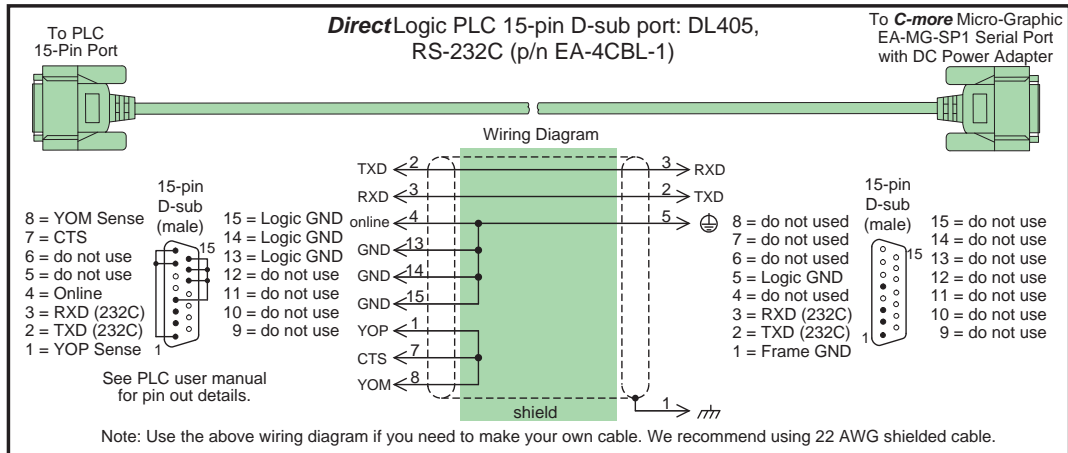 DirectLogic PLC 15-pin D-sub port: DL405,
RS-232C (p/n EA-4CBL-1)
To PLC
15-Pin Port
To C-more Micro-Graphic
EA-MG-SP1 Serial Port
with DC Power Adapter
Wiring Diagram
15-pin
D-sub
(male)
15
1
8 = YOM Sense
7 = CTS
6 = do not use
5 = do not use
4 = Online
3 = RXD (232C)
2 = TXD (232C)
1 = YOP Sense
15 = Logic GND
14 = Logic GND
13 = Logic GND
12 = do not use
11 = do not use
10 = do not use
9 = do not use
See PLC user manual
for pin out details.
TXD 2 3 RXD
RXD 3 2 TXD
online 4 5
GND 13
GND 14
GND 15
YOP 1
CTS 7
YOM 8
shield
1
15-pin
D-sub
(male)
15
1
8 = do not used
7 = do not used
6 = do not used
5 = Logic GND
4 = do not used
3 = RXD (232C)
2 = TXD (232C)
1 = Frame GND
15 = do not use
14 = do not use
13 = do not use
12 = do not use
11 = do not use
10 = do not use
9 = do not use
Note: Use the above wiring diagram if you need to make your own cable. We recommend using 22 AWG shielded cable.